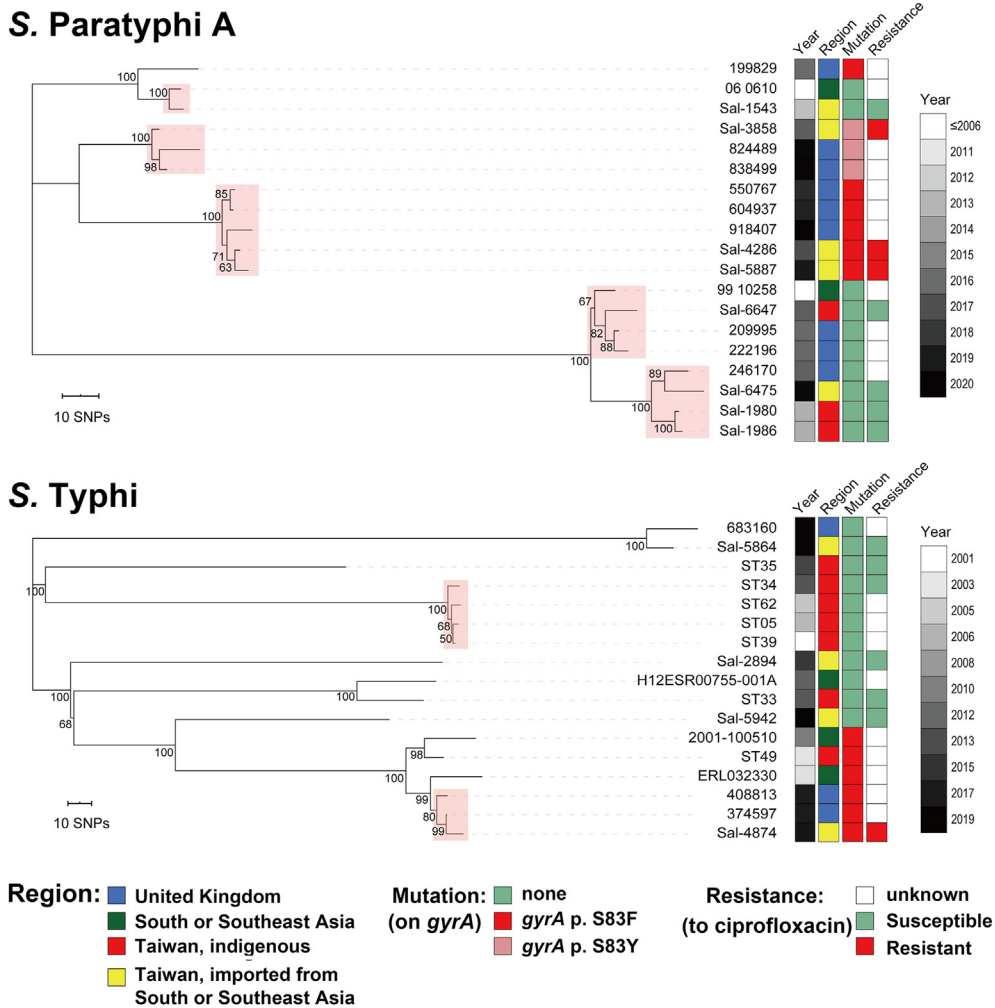 S. Paratyphi A
Year Region Mutation Resistance
199829
06 0610
Sal-1543
Sal-3858
824489
838499
550767
604937
918407
Sal-4286
Sal-5887
99 10258
Sal-6647
209995
222196
246170
Sal-6475
Sal-1980
Sal-1986
100
100
100
98
85
100
71
63
67
82
88
100
89
100
100
10 SNPs
Year
≤2006
2011
2012
2013
2014
2015
2016
2017
2018
2019
2020
S. Typhi
Year Region Mutation Resistance
683160
Sal-5864
ST35
ST34
ST62
ST05
ST39
Sal-2894
H12ESR00755-001A
ST33
Sal-5942
2001-100510
ST49
ERL032330
408813
374597
Sal-4874
100
100
100
68
50
100
100
68
100
98
100
99
80
99
10 SNPs
Year
2001
2003
2005
2006
2008
2010
2012
2013
2015
2017
2019
Region:
United Kingdom
South or Southeast Asia
Taiwan, indigenous
Taiwan, imported from
South or Southeast Asia
Mutation:
(on gyrA)
none
gyrA p. S83F
gyrA p. S83Y
Resistance:
(to ciprofloxacin)
unknown
Susceptible
Resistant